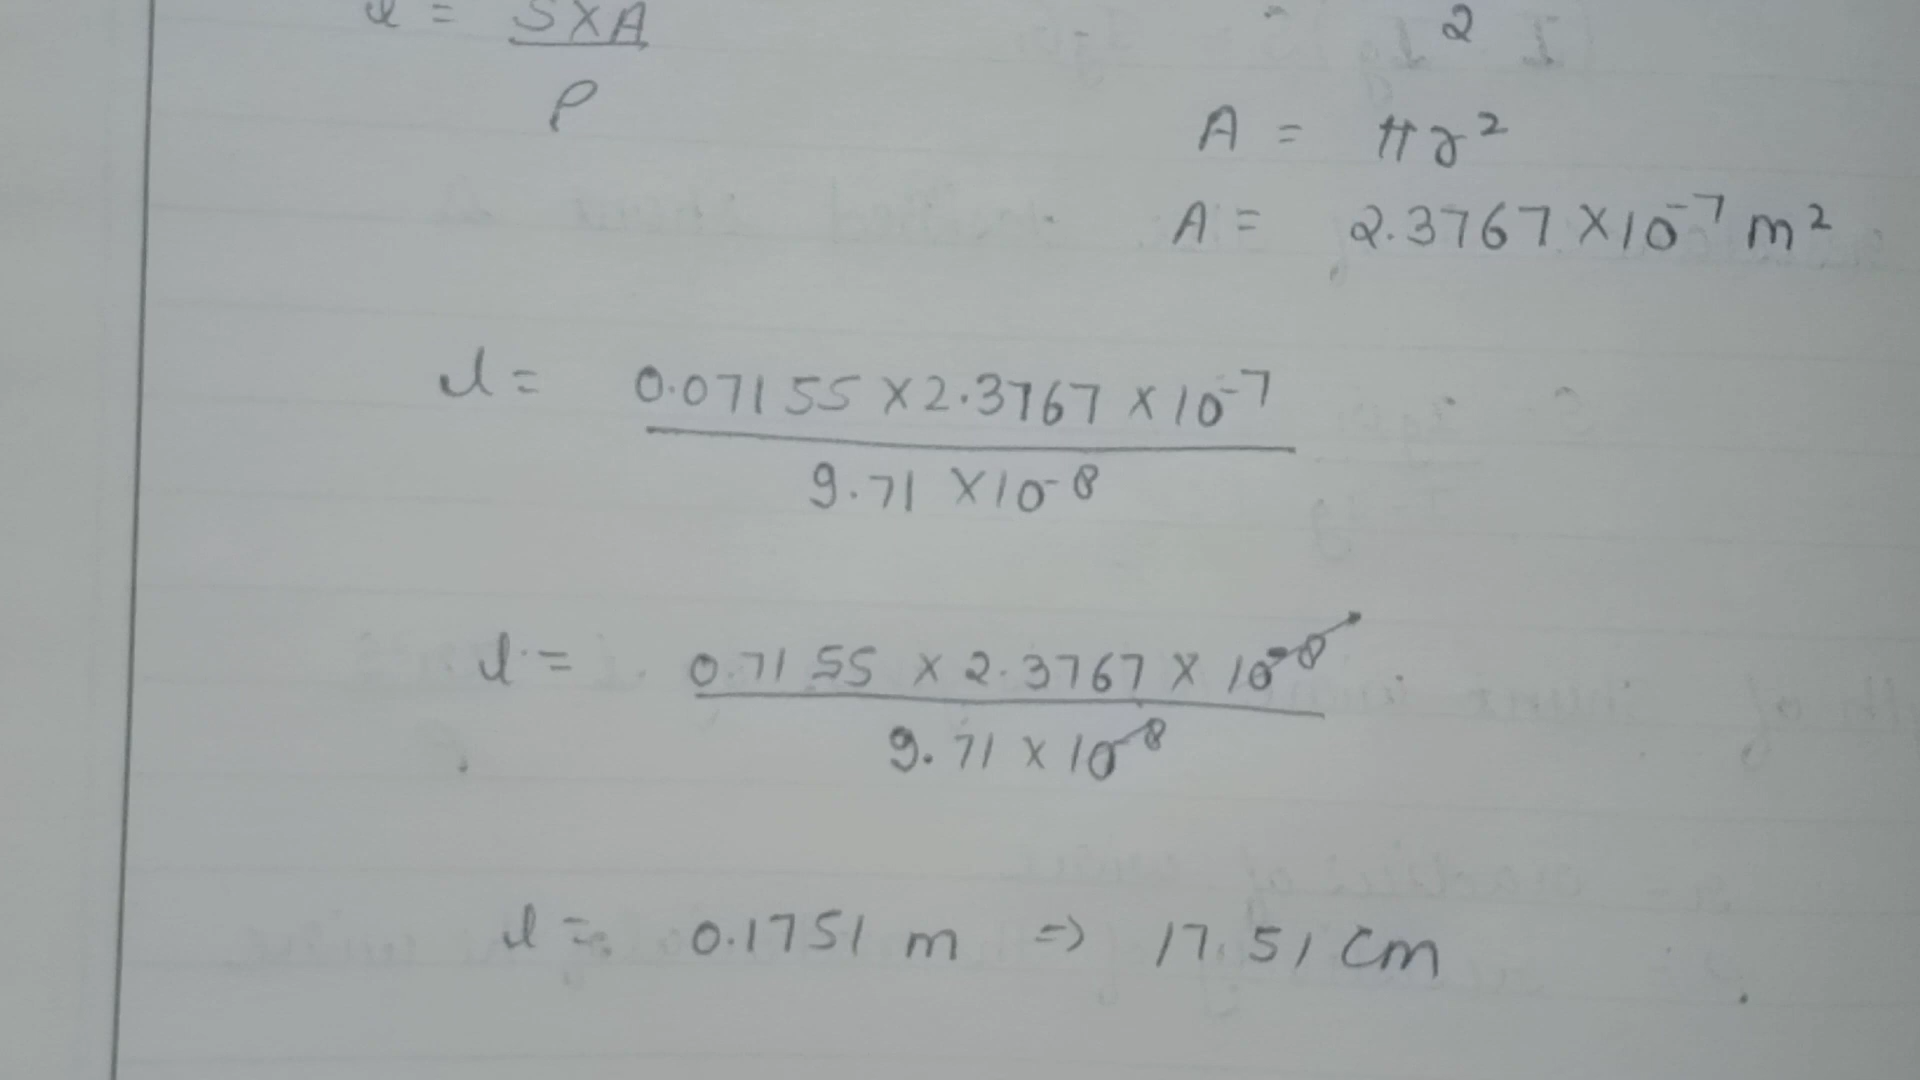 l = S×A
ρ
A = πr²
A = 2.3767 ×10⁻⁷ m²
l = 0.07155 × 2.3767 × 10⁻⁷
9.71 ×10⁻⁸
l = 0.7155 × 2.3767 × 10⁻⁸
9.71 × 10⁻⁸
l = 0.1751 m => 17.51 cm